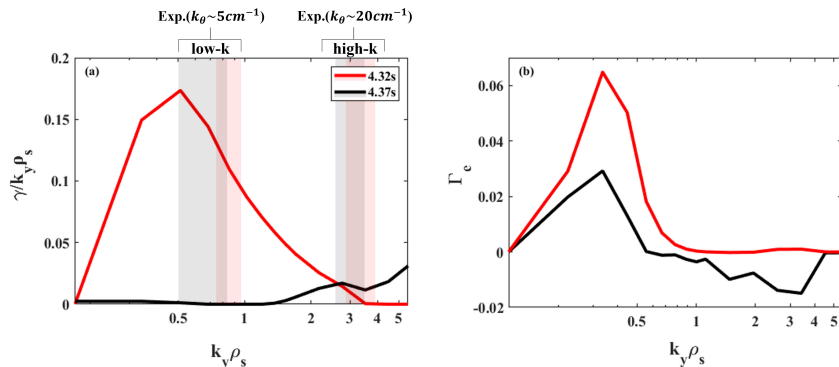 Exp.(kθ~5cm⁻¹) Exp.(kθ~20cm⁻¹)
low-k high-k
(a)
4.32s
4.37s
0.2
0.15
0.1
0.05
0
γ/kyρs
0.5 1 2 3 4 5
kyρs
(b)
0.06
0.04
0.02
0
-0.02
Γe
0.5 1 2 3 4 5
kyρs